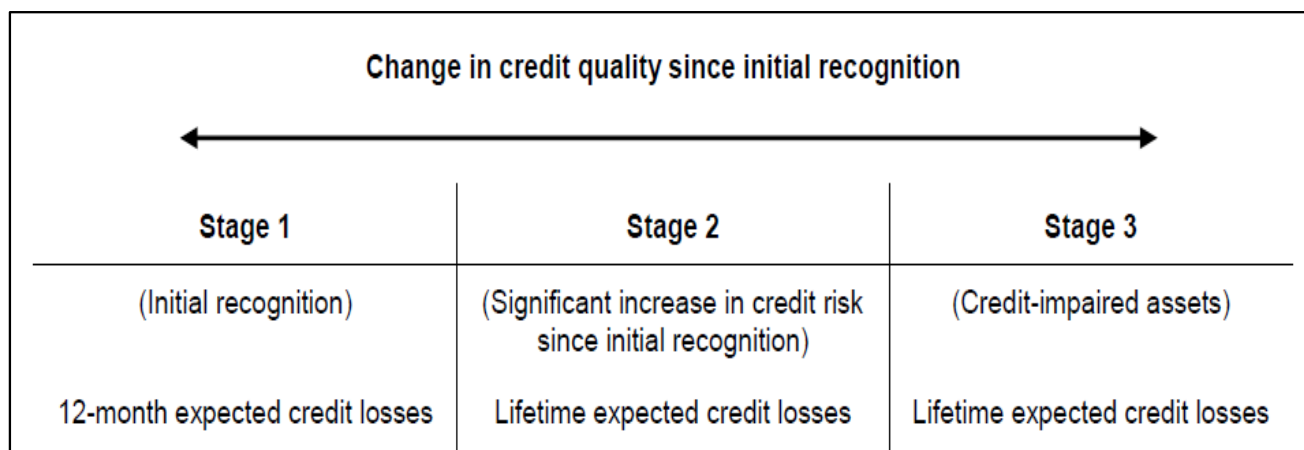 Change in credit quality since initial recognition
Stage 1
Stage 2
Stage 3
(Initial recognition)
(Significant increase in credit risk
since initial recognition)
(Credit-impaired assets)
12-month expected credit losses
Lifetime expected credit losses
Lifetime expected credit losses